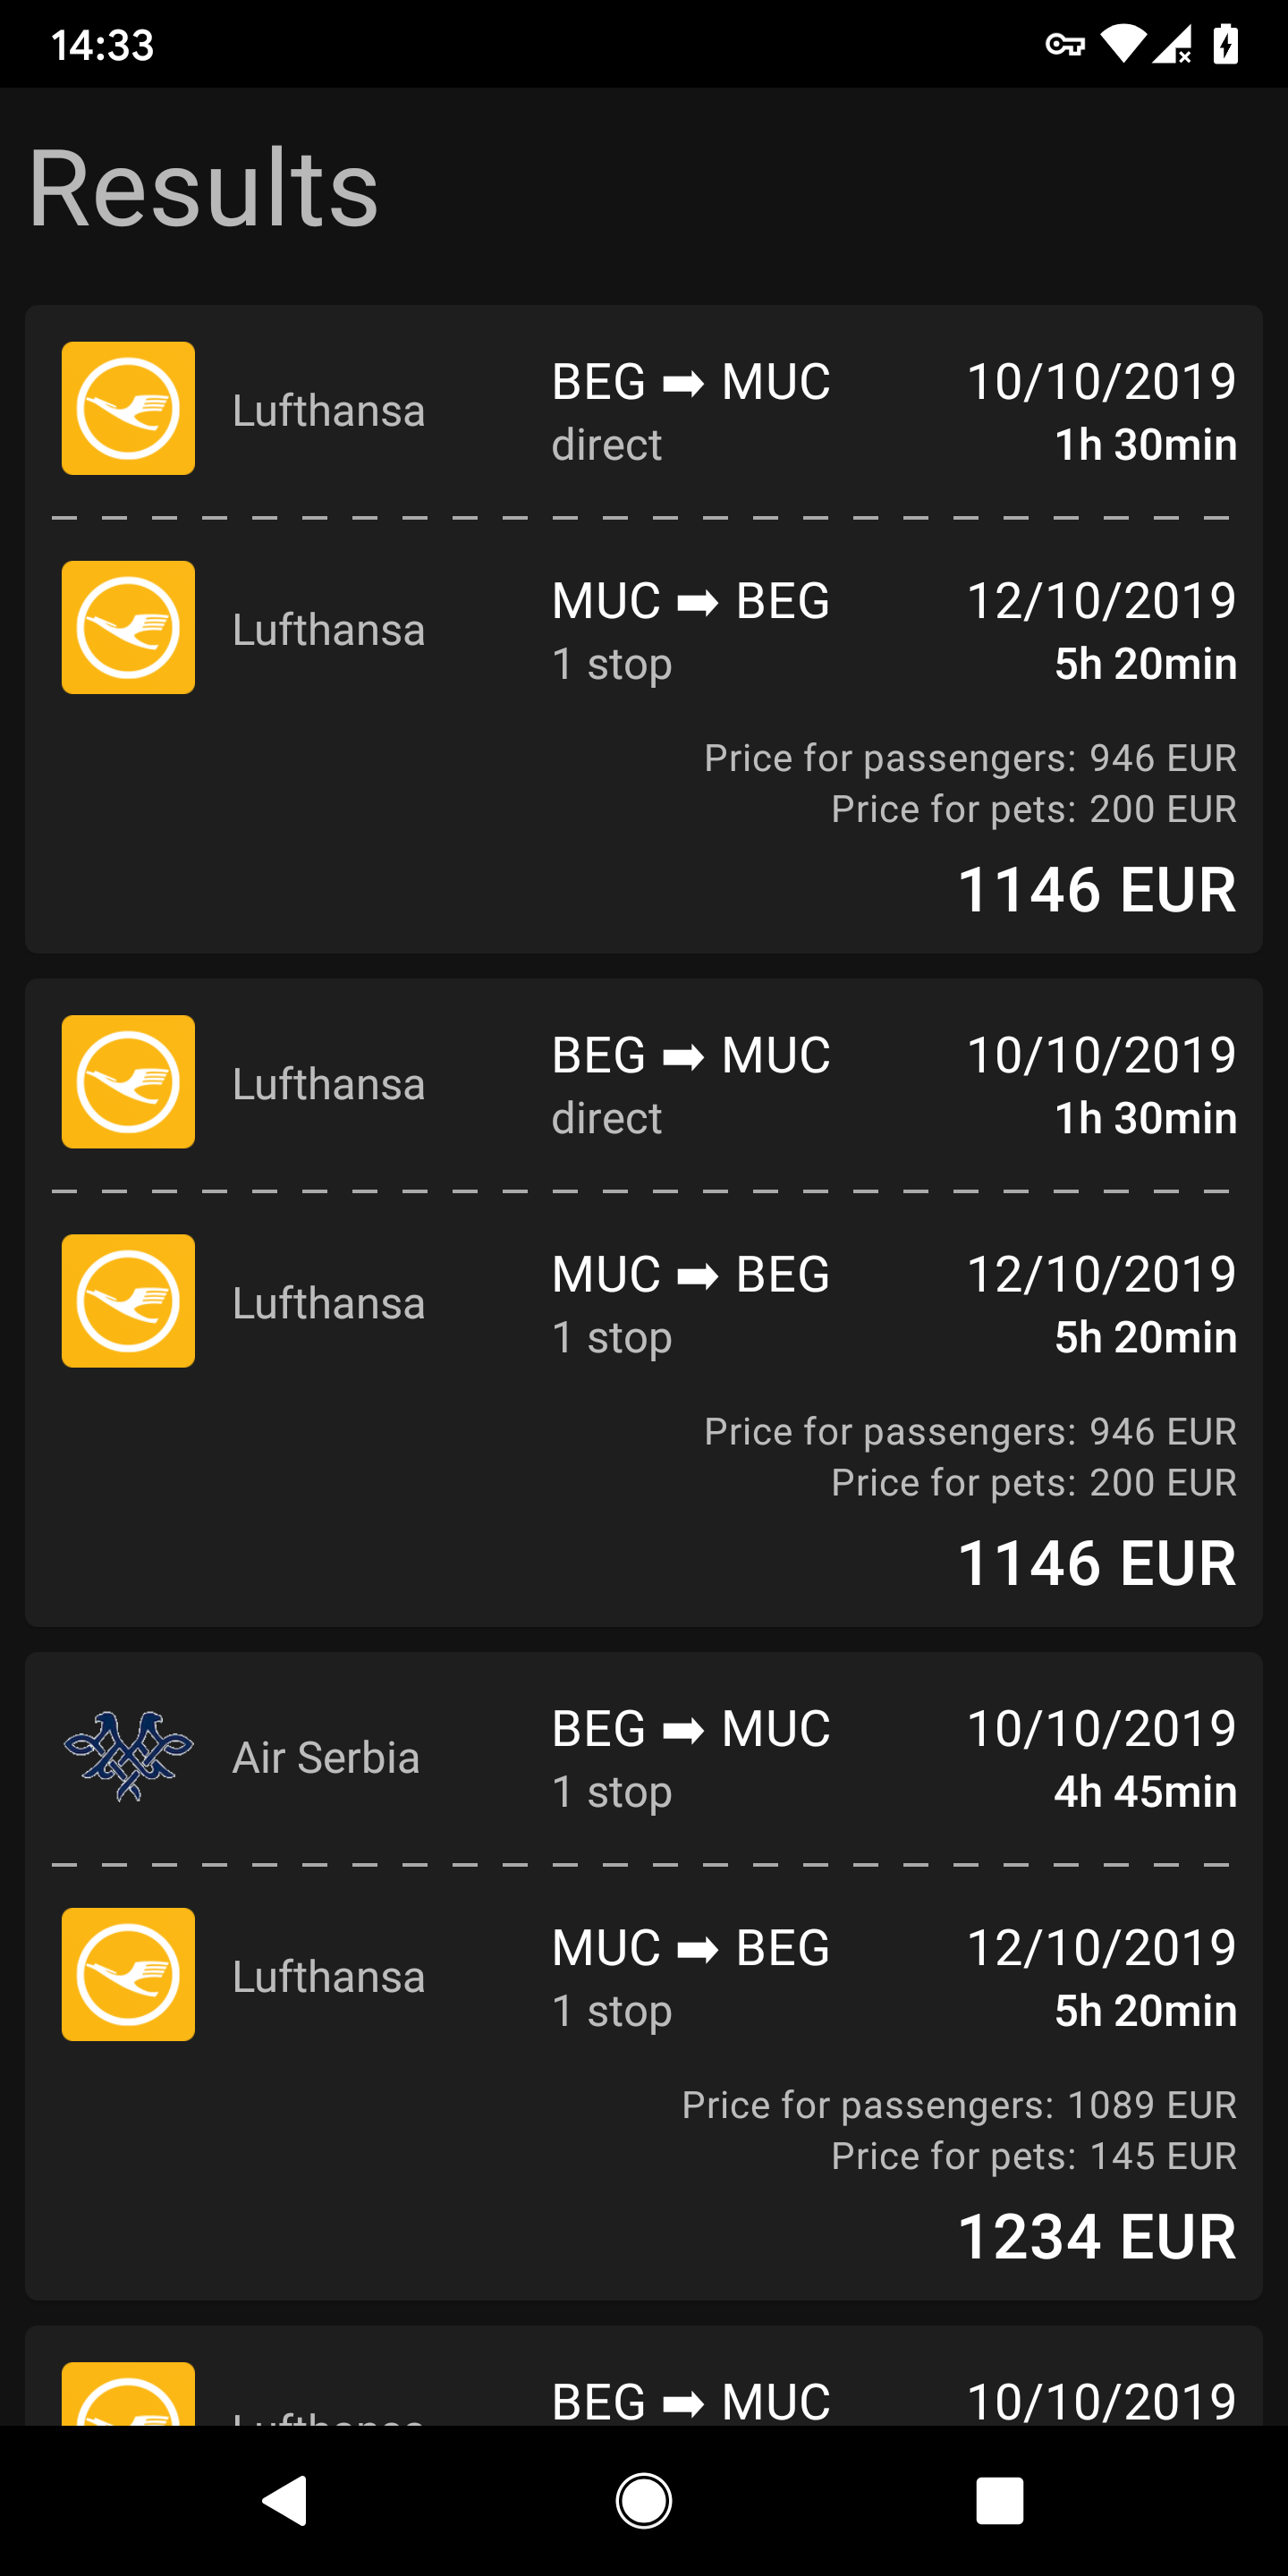 14:33
Results
Lufthansa
BEG ➡ MUC
10/10/2019
direct
1h 30min
Lufthansa
MUC ➡ BEG
12/10/2019
1 stop
5h 20min
Price for passengers: 946 EUR
Price for pets: 200 EUR
1146 EUR
Lufthansa
BEG ➡ MUC
10/10/2019
direct
1h 30min
Lufthansa
MUC ➡ BEG
12/10/2019
1 stop
5h 20min
Price for passengers: 946 EUR
Price for pets: 200 EUR
1146 EUR
Air Serbia
BEG ➡ MUC
10/10/2019
1 stop
4h 45min
Lufthansa
MUC ➡ BEG
12/10/2019
1 stop
5h 20min
Price for passengers: 1089 EUR
Price for pets: 145 EUR
1234 EUR
Lufthansa
BEG ➡ MUC
10/10/2019